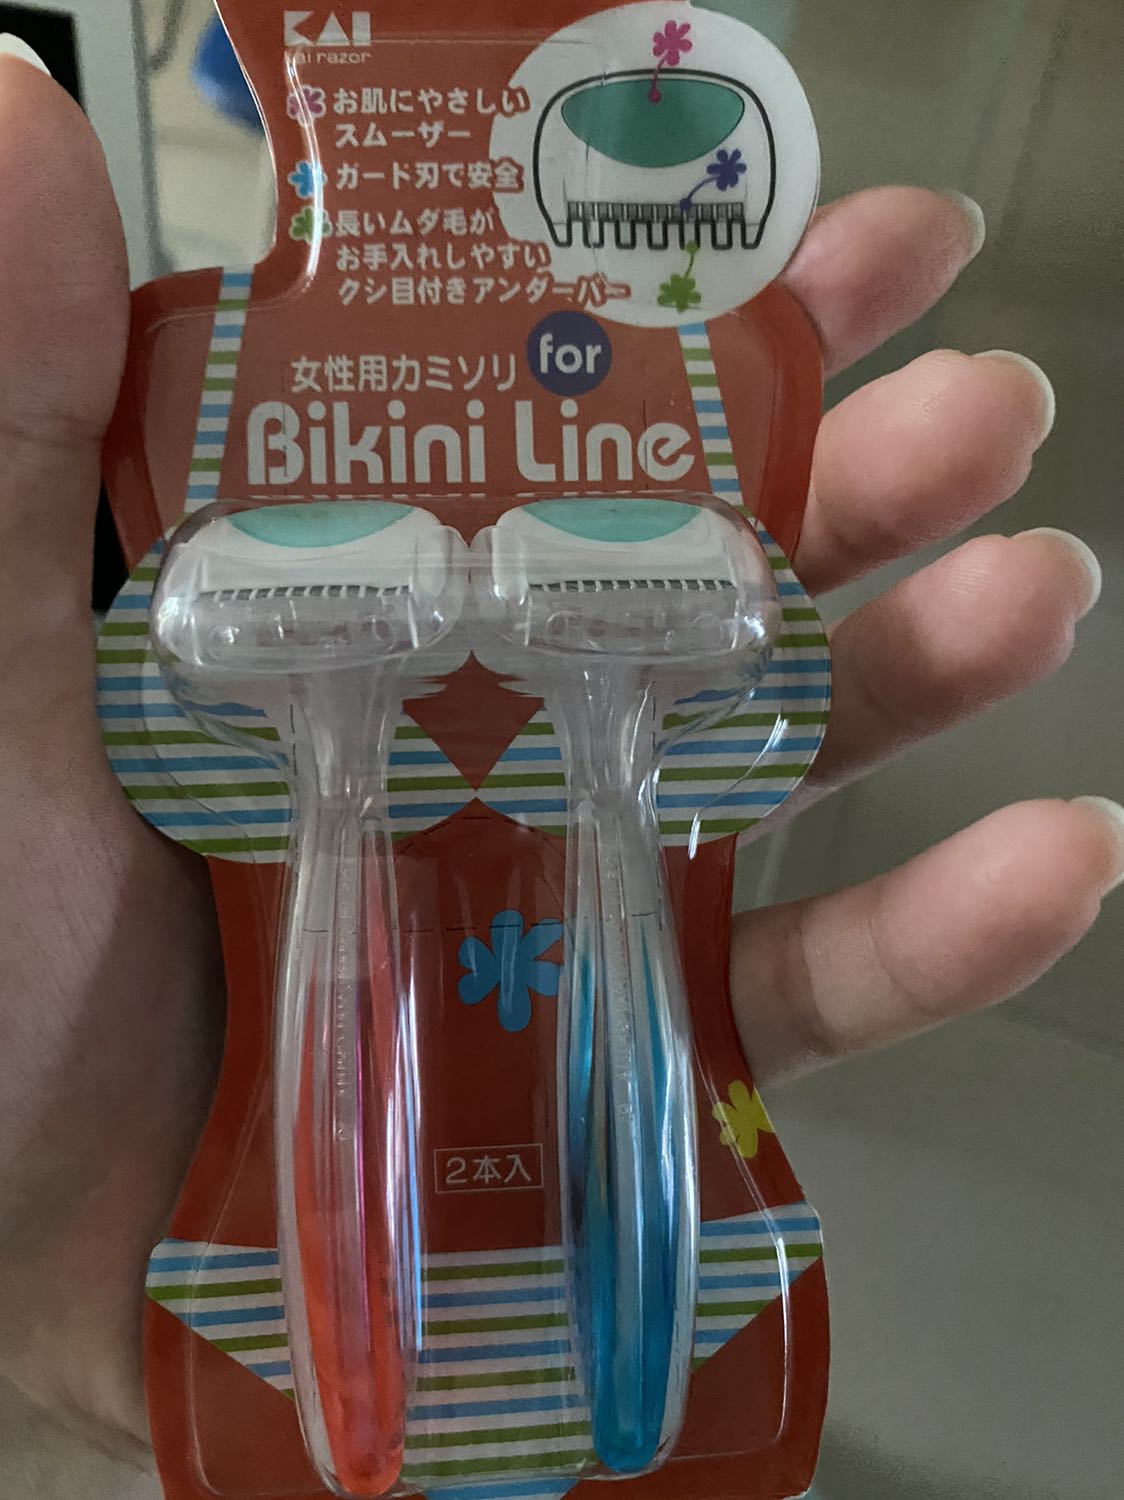 KAI
kai razor
お肌にやさしい
スムーザー
ガード刃で安全
長いムダ毛が
お手入れしやすい
クシ目付きアンダーバー
女性用カミソリ for
Bikini Line
2本入